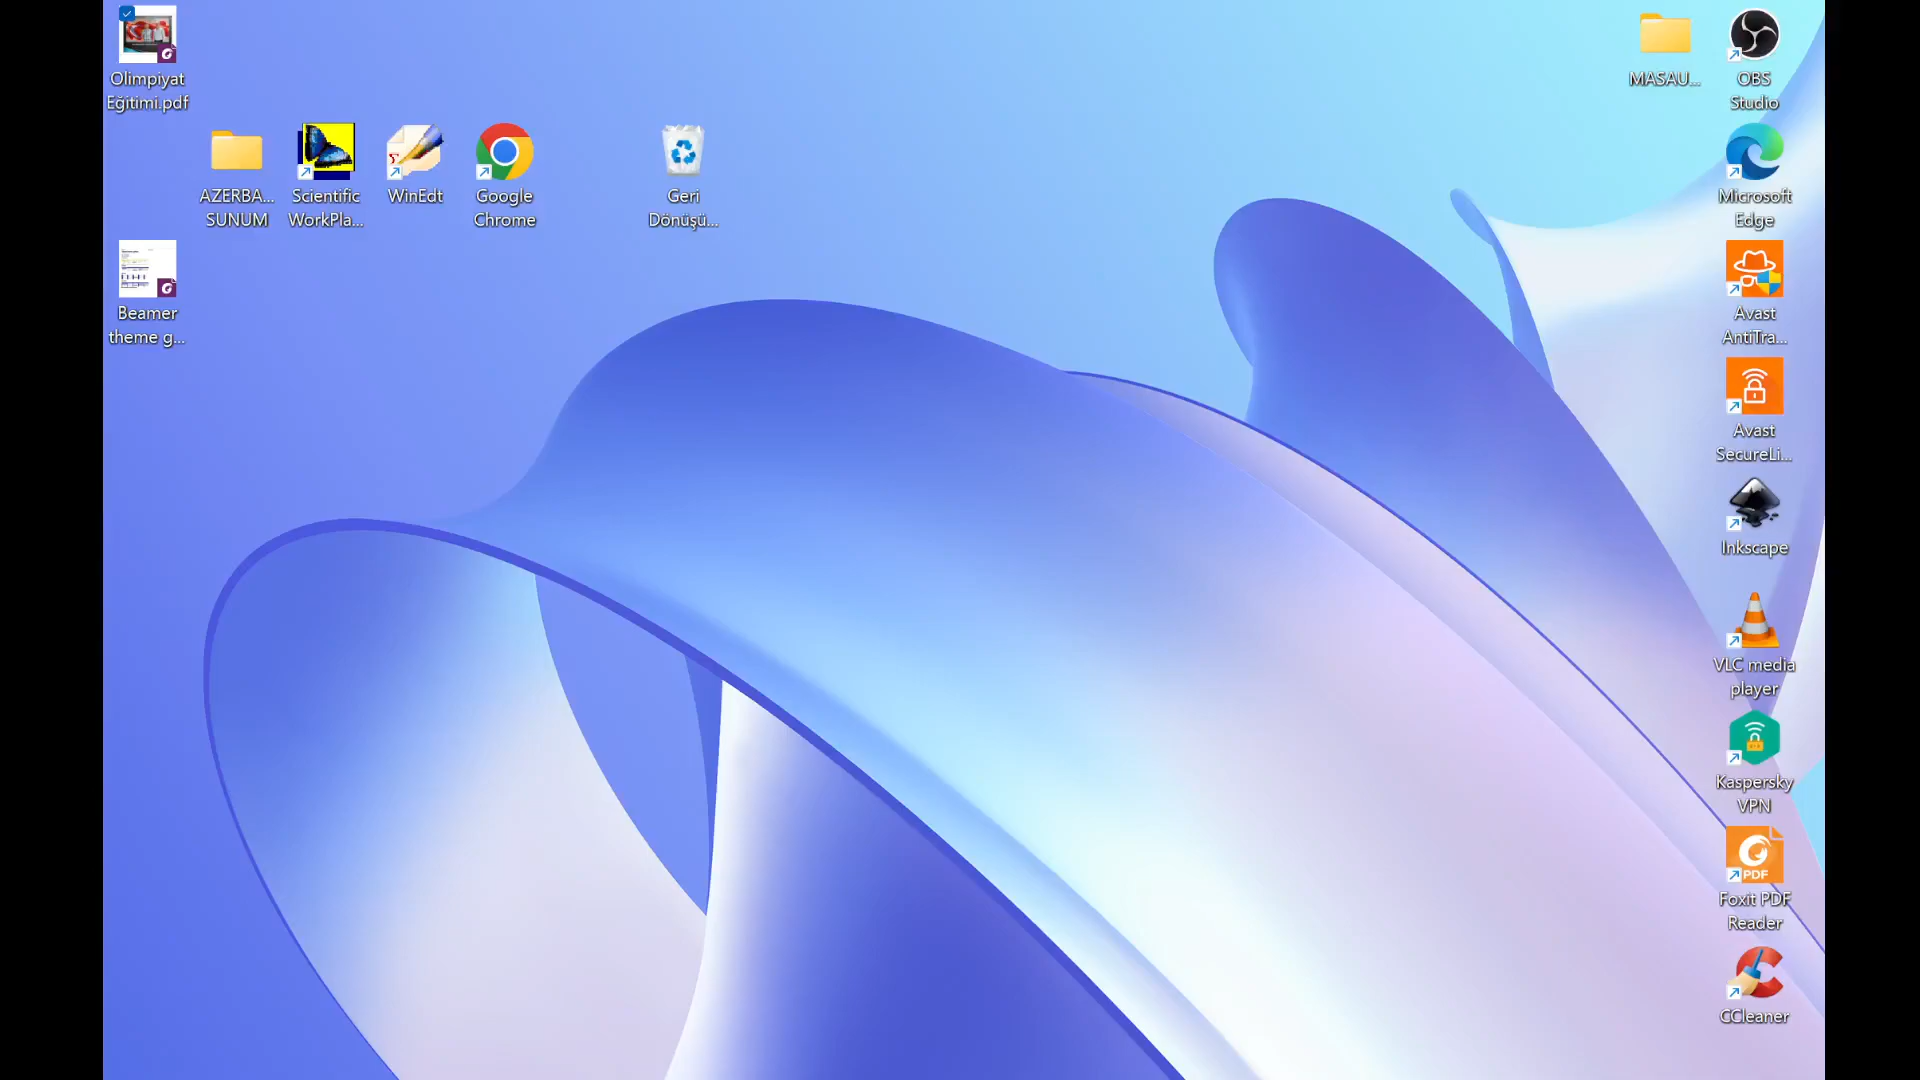 Olimpiyat
Eğitimi.pdf
AZERBA...
SUNUM
Scientific
WorkPla...
WinEdt
Google
Chrome
Geri
Dönüşü...
Beamer
theme g...
MASAU...
OBS
Studio
Microsoft
Edge
Avast
AntiTra...
Avast
SecureLi...
Inkscape
VLC media
player
Kaspersky
VPN
PDF
Foxit PDF
Reader
CCleaner